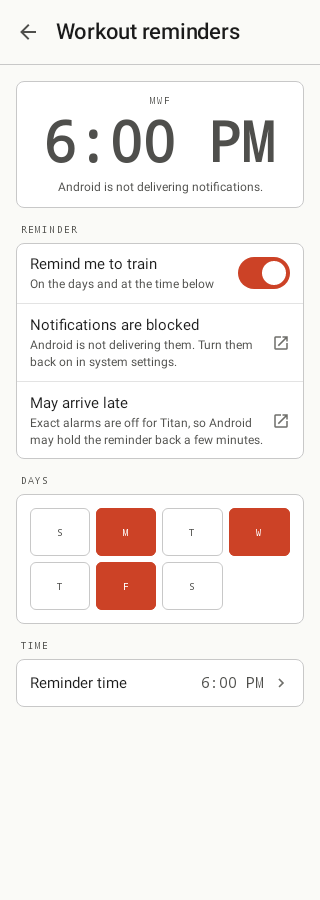 Workout reminders
MWF
6:00 PM
Android is not delivering notifications.
REMINDER
Remind me to train
On the days and at the time below
Notifications are blocked
Android is not delivering them. Turn them
back on in system settings.
May arrive late
Exact alarms are off for Titan, so Android
may hold the reminder back a few minutes.
DAYS
S M T W
T F S
TIME
Reminder time 6:00 PM